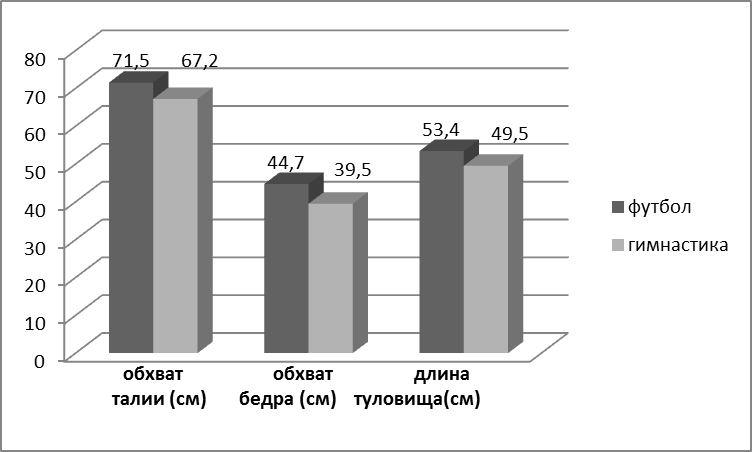 80
70
60
50
40
30
20
10
0
71,5
67,2
44,7
39,5
53,4
49,5
обхват
талии (см)
обхват
бедра (см)
длина
туловища(см)
футбол
гимнастика